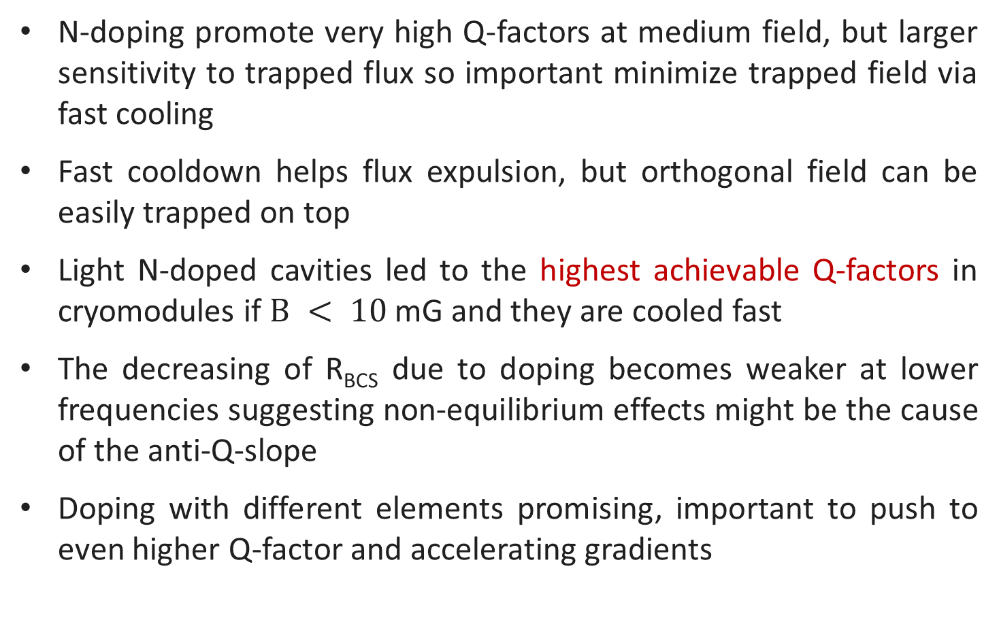 • N-doping promote very high Q-factors at medium field, but larger
sensitivity to trapped flux so important minimize trapped field via
fast cooling
• Fast cooldown helps flux expulsion, but orthogonal field can be
easily trapped on top
• Light N-doped cavities led to the highest achievable Q-factors in
cryomodules if B < 10 mG and they are cooled fast
• The decreasing of R_BCS due to doping becomes weaker at lower
frequencies suggesting non-equilibrium effects might be the cause
of the anti-Q-slope
• Doping with different elements promising, important to push to
even higher Q-factor and accelerating gradients